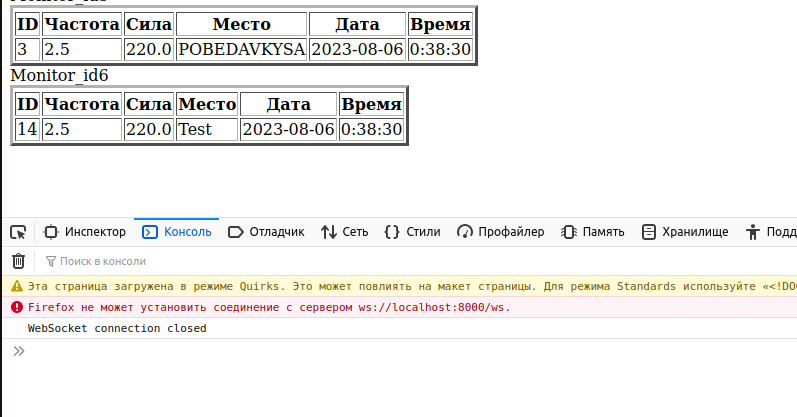 ID Частота Сила Место Дата Время
3 2.5 220.0 POBEDAVKYSA 2023-08-06 0:38:30
Monitor_id6
ID Частота Сила Место Дата Время
14 2.5 220.0 Test 2023-08-06 0:38:30
Инспектор Консоль Отладчик Сеть Стили Профайлер Память Хранилище Подд
Поиск в консоли
Эта страница загружена в режиме Quirks. Это может повлиять на макет страницы. Для режима Standards используйте «<!DO
Firefox не может установить соединение с сервером ws://localhost:8000/ws.
WebSocket connection closed